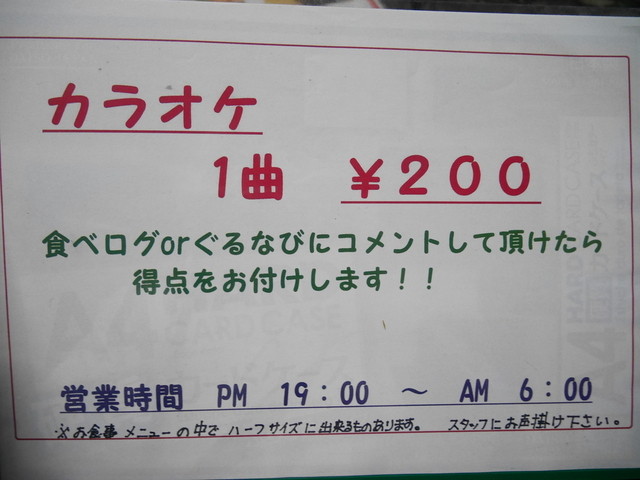 カラオケ
1曲 ￥200
食べログorぐるなびにコメントして頂けたら
得点をお付けします！！
営業時間 PM 19：00 ～ AM 6：00
※お食事メニューの中でハーフサイズに出来るものあります。 スタッフにお声掛け下さい。